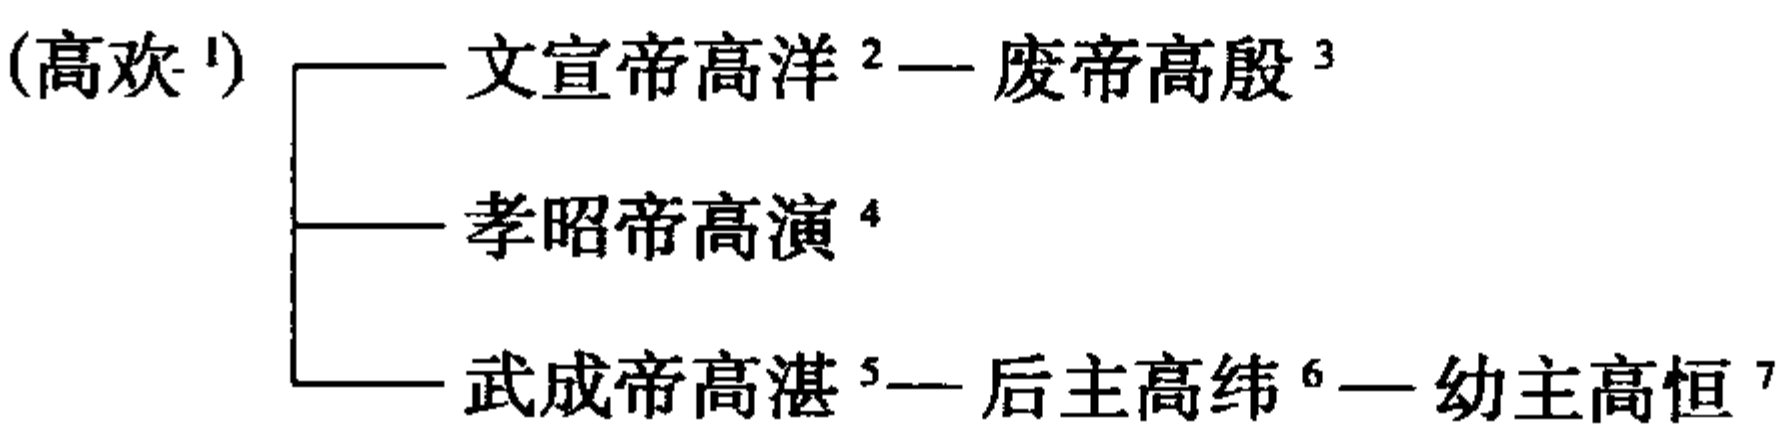 (高欢 1) 文宣帝高洋 2 — 废帝高殷 3
孝昭帝高演 4
武成帝高湛 5 — 后主高纬 6 — 幼主高恒 7